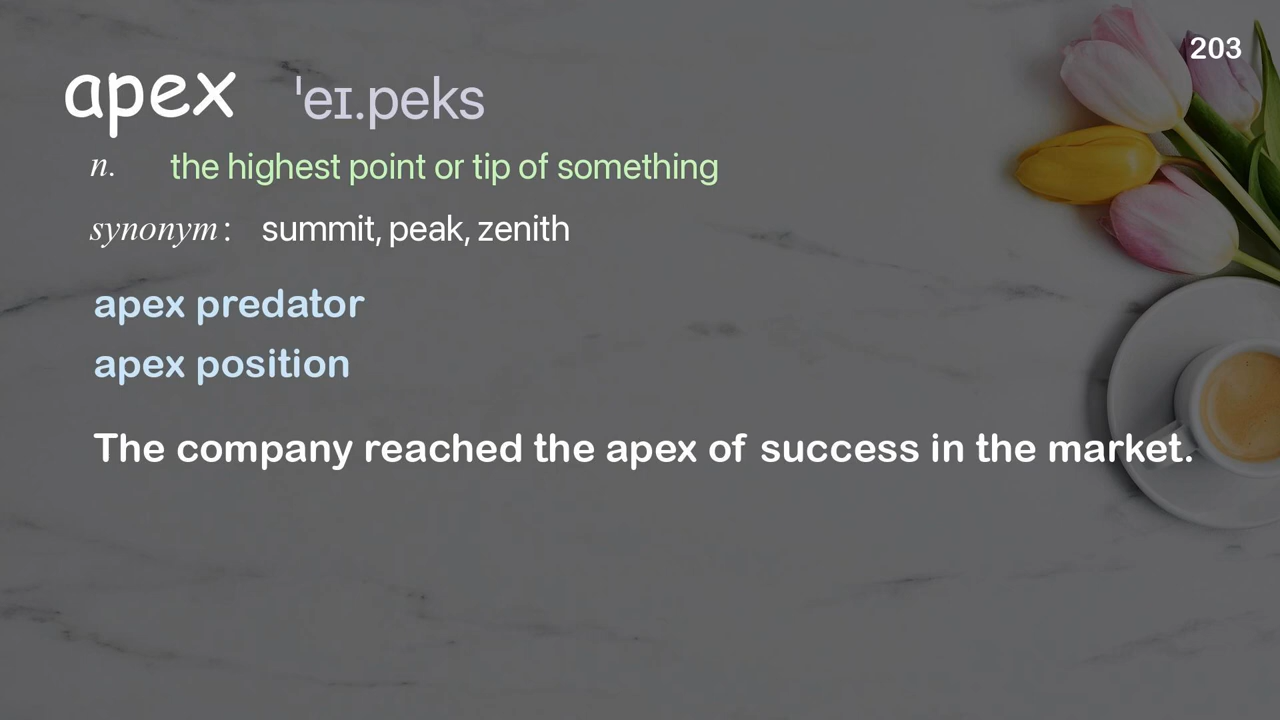 203
apex ˈeɪ.peks
n. the highest point or tip of something
synonym: summit, peak, zenith
apex predator
apex position
The company reached the apex of success in the market.